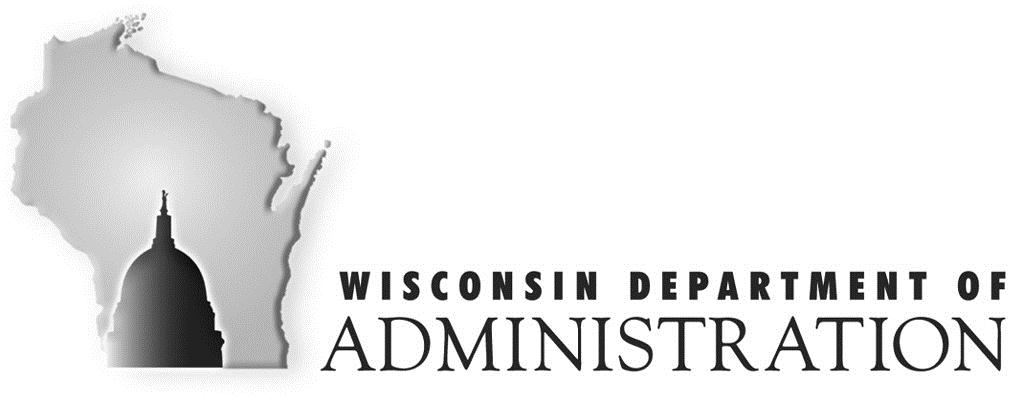 WISCONSIN DEPARTMENT OF
ADMINISTRATION